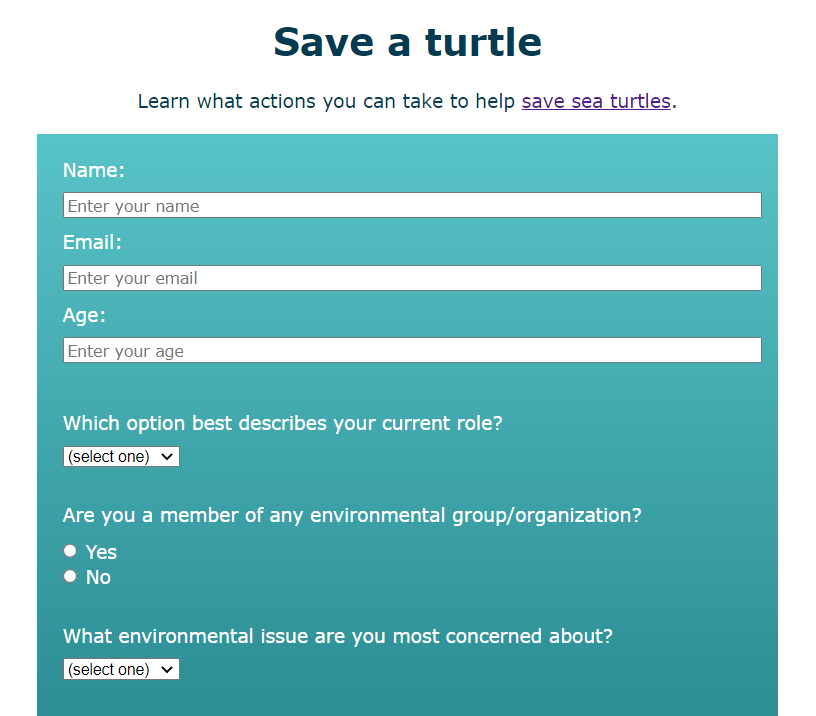 Save a turtle
Learn what actions you can take to help save sea turtles.
Name:
Enter your name
Email:
Enter your email
Age:
Enter your age
Which option best describes your current role?
(select one)
Are you a member of any environmental group/organization?
Yes
No
What environmental issue are you most concerned about?
(select one)